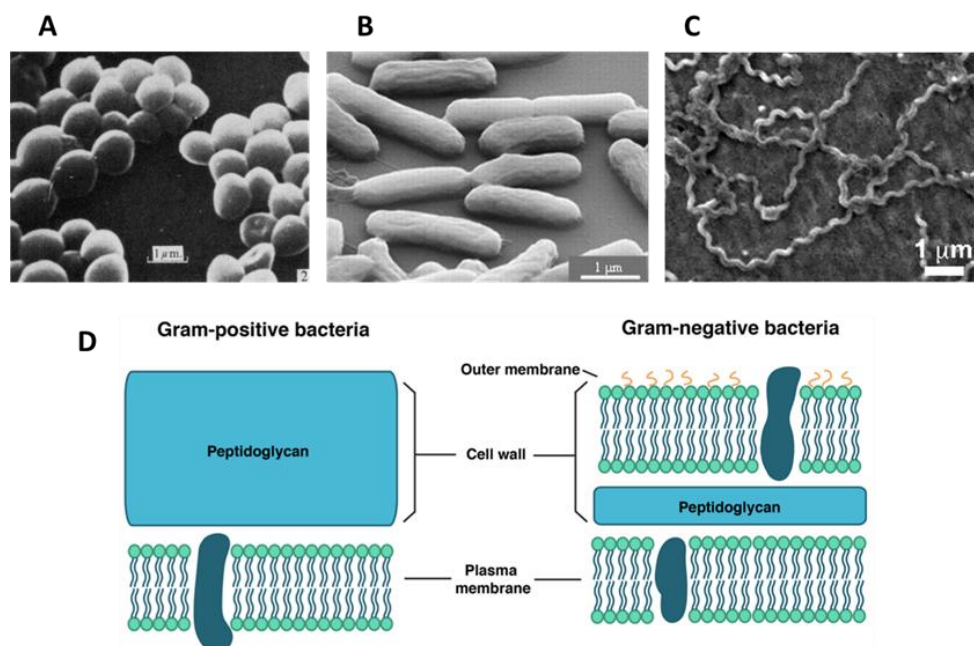 A
B
C
1 μm.
2
1 μm
1 μm
D
Gram-positive bacteria
Gram-negative bacteria
Outer membrane
Peptidoglycan
Cell wall
Peptidoglycan
Plasma
membrane